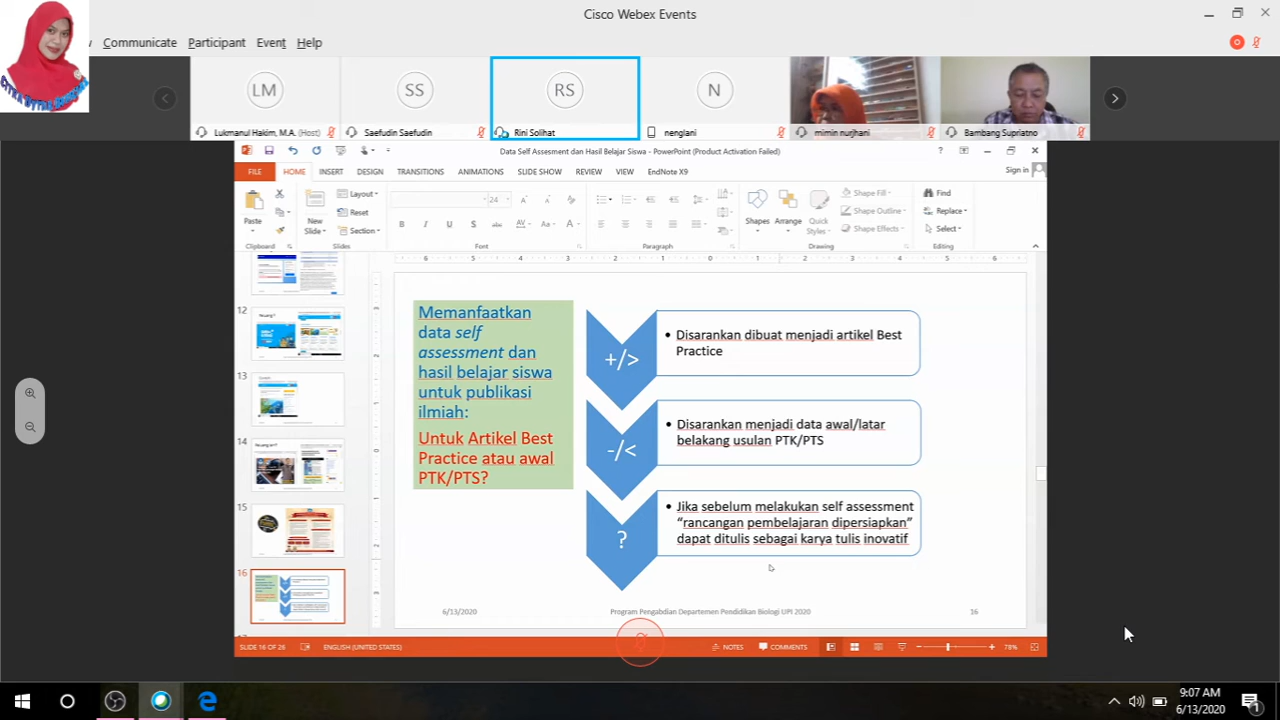 Cisco Webex Events
Communicate Participant Event Help
CITRA UTAMI
LM
SS
RS
N
Lukmanul Hakim, M.A. (Host)
Saefudin Saefudin
Rini Solihat
nenglani
mimin nurjhani
Bambang Supriatno
Data Self Assesment dan Hasil Belajar Siswa - PowerPoint (Product Activation Failed)
FILE HOME INSERT DESIGN TRANSITIONS ANIMATIONS SLIDE SHOW REVIEW VIEW EndNote X9
Sign in
Paste
New
Slide
Layout
Reset
Section
24
Shapes
Arrange
Quick
Styles
Shape Fill
Shape Outline
Shape Effects
Find
Replace
Select
Clipboard
Slides
Font
Paragraph
Drawing
Editing
12
13
14
15
16
Memanfaatkan
data self
assessment dan
hasil belajar siswa
untuk publikasi
ilmiah:
Untuk Artikel Best
Practice atau awal
PTK/PTS?
+/>
• Disarankan dibuat menjadi artikel Best
Practice
-/<
• Disarankan menjadi data awal/latar
belakang usulan PTK/PTS
?
• Jika sebelum melakukan self assessment
“rancangan pembelajaran dipersiapkan”
dapat ditulis sebagai karya tulis inovatif
6/13/2020
Program Pengabdian Departemen Pendidikan Biologi UPI 2020
16
SLIDE 16 OF 26
ENGLISH (UNITED STATES)
NOTES
COMMENTS
78%
9:07 AM
6/13/2020